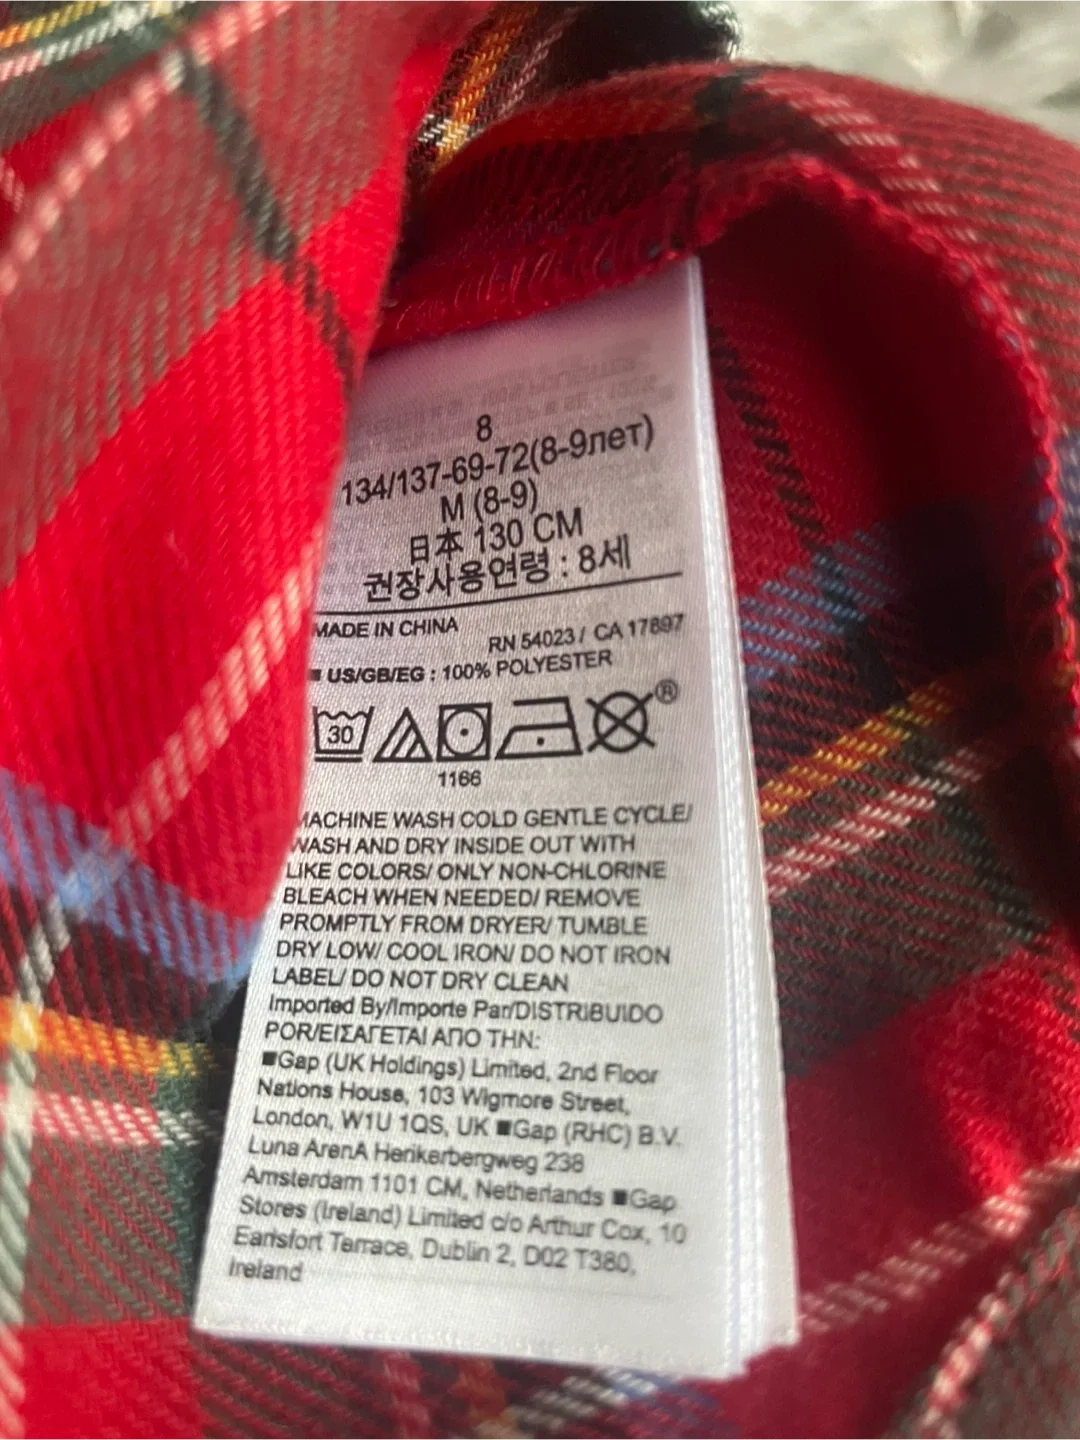 8
134/137-69-72(8-9лет)
M (8-9)
日本 130 CM
권장사용연령 : 8세
MADE IN CHINA
RN 54023 / CA 17897
■ US/GB/EG : 100% POLYESTER
30
®
1166
MACHINE WASH COLD GENTLE CYCLE/
WASH AND DRY INSIDE OUT WITH
LIKE COLORS/ ONLY NON-CHLORINE
BLEACH WHEN NEEDED/ REMOVE
PROMPTLY FROM DRYER/ TUMBLE
DRY LOW/ COOL IRON/ DO NOT IRON
LABEL/ DO NOT DRY CLEAN
Imported By/Importe Par/DISTRIBUIDO
POR/ΕΙΣΑΓΕΤΑΙ ΑΠΟ ΤΗΝ:
■Gap (UK Holdings) Limited, 2nd Floor
Nations House, 103 Wigmore Street,
London, W1U 1QS, UK ■Gap (RHC) B.V.
Luna ArenA Herikerbergweg 238
Amsterdam 1101 CM, Netherlands ■Gap
Stores (Ireland) Limited c/o Arthur Cox, 10
Earlsfort Terrace, Dublin 2, D02 T380,
Ireland